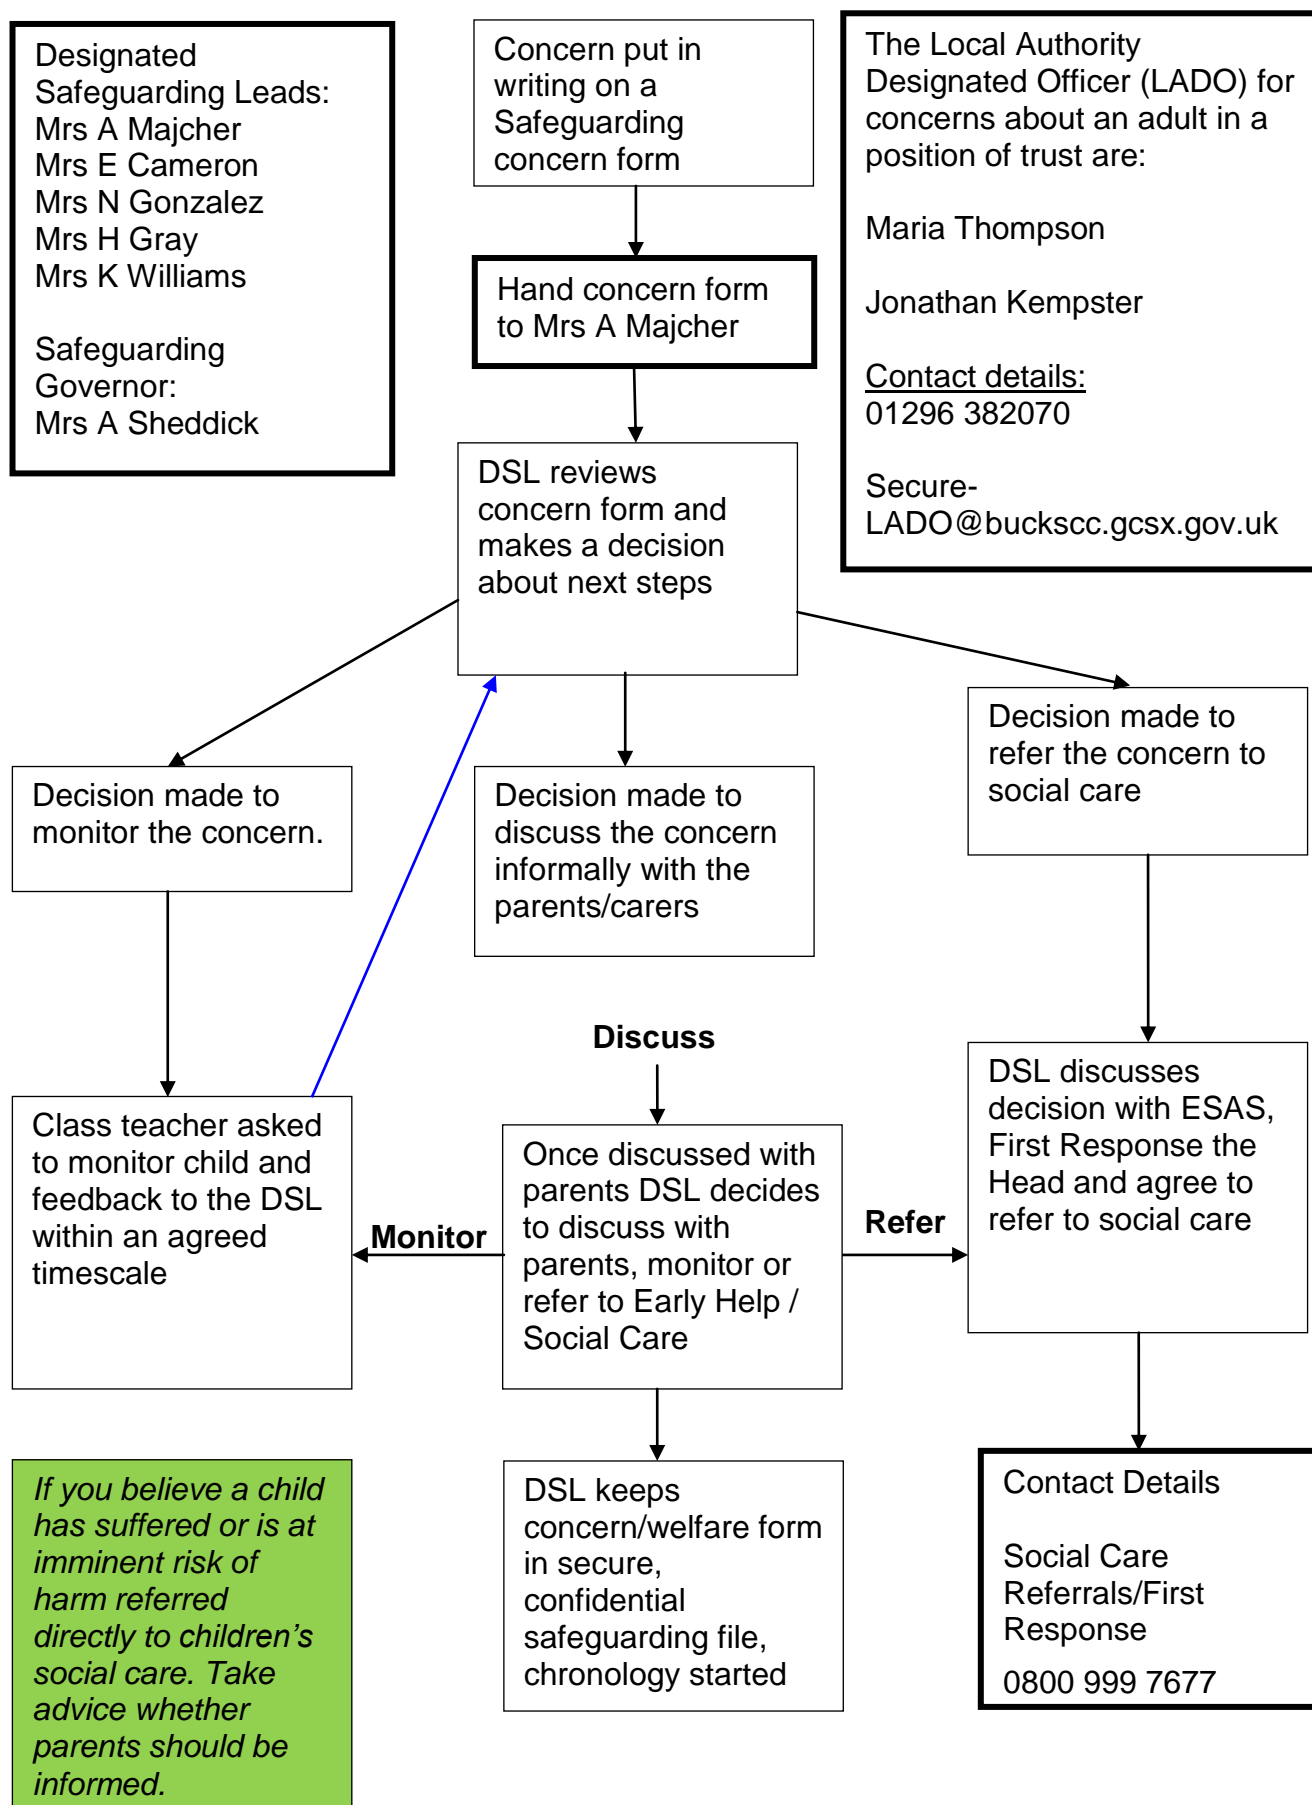 Designated
Safeguarding Leads:
Mrs A Majcher
Mrs E Cameron
Mrs N Gonzalez
Mrs H Gray
Mrs K Williams
Safeguarding
Governor:
Mrs A Sheddick
Concern put in
writing on a
Safeguarding
concern form
The Local Authority
Designated Officer (LADO) for
concerns about an adult in a
position of trust are:
Maria Thompson
Jonathan Kempster
Contact details:
01296 382070
Secure-
LADO@buckscc.gcsx.gov.uk
Hand concern form
to Mrs A Majcher
DSL reviews
concern form and
makes a decision
about next steps
Decision made to
monitor the concern.
Decision made to
discuss the concern
informally with the
parents/carers
Decision made to
refer the concern to
social care
Discuss
Class teacher asked
to monitor child and
feedback to the DSL
within an agreed
timescale
Monitor
Once discussed with
parents DSL decides
to discuss with
parents, monitor or
refer to Early Help /
Social Care
Refer
DSL discusses
decision with ESAS,
First Response the
Head and agree to
refer to social care
If you believe a child
has suffered or is at
imminent risk of
harm referred
directly to children’s
social care. Take
advice whether
parents should be
informed.
DSL keeps
concern/welfare form
in secure,
confidential
safeguarding file,
chronology started
Contact Details
Social Care
Referrals/First
Response
0800 999 7677